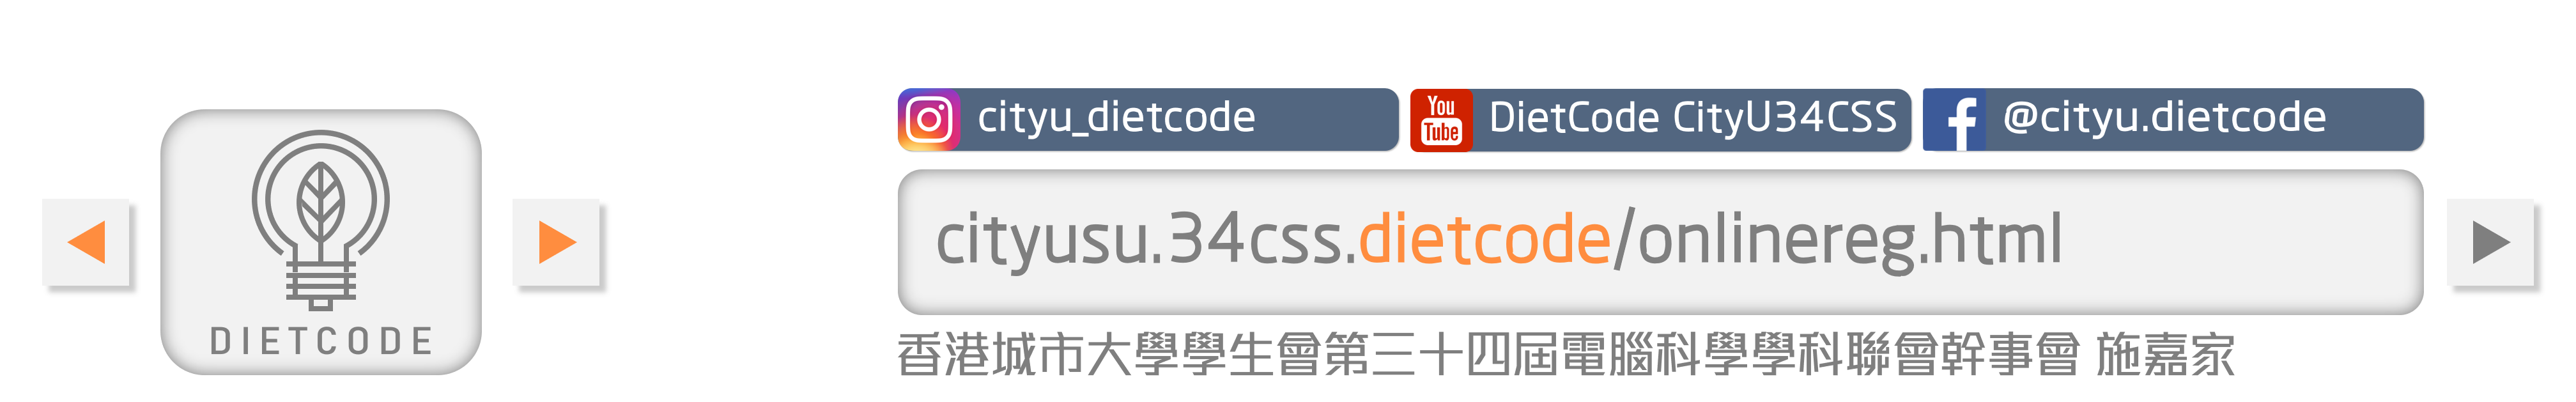 DIETCODE
cityu_dietcode
You Tube
DietCode CityU34CSS
@cityu.dietcode
cityusu.34css.dietcode/onlinereg.html
香港城市大學學生會第三十四屆電腦科學學科聯會幹事會 施嘉家